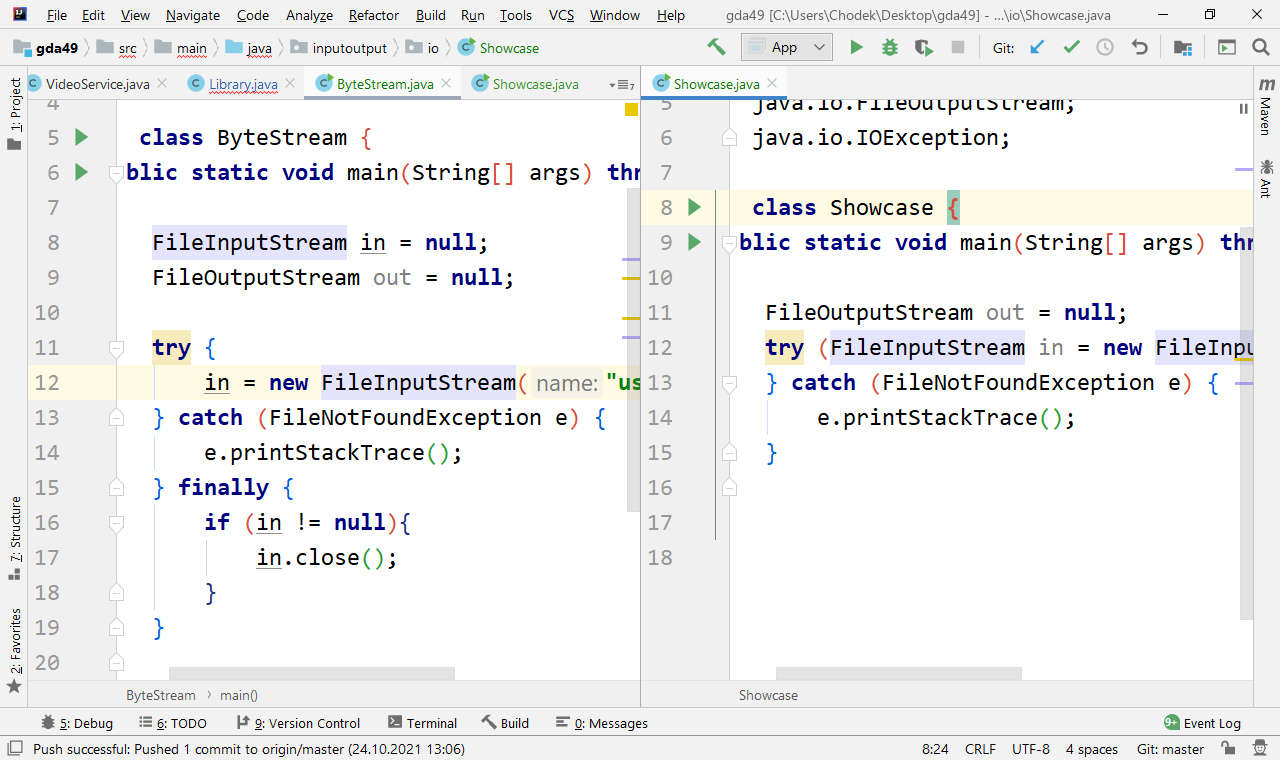 File Edit View Navigate Code Analyze Refactor Build Run Tools VCS Window Help gda49 [C:\Users\Chodek\Desktop\gda49] - ...\io\Showcase.java
gda49 src main java inputoutput io Showcase App Git:
VideoService.java Library.java ByteStream.java Showcase.java 7 Showcase.java
1: Project
7: Structure
2: Favorites
4
5 class ByteStream {
6 blic static void main(String[] args) thr
7
8 FileInputStream in = null;
9 FileOutputStream out = null;
10
11 try {
12 in = new FileInputStream( name: "us
13 } catch (FileNotFoundException e) {
14 e.printStackTrace();
15 } finally {
16 if (in != null){
17 in.close();
18 }
19 }
20
ByteStream › main()
5 java.io.FileOutputStream;
6 java.io.IOException;
7
8 class Showcase {
9 blic static void main(String[] args) thr
10
11 FileOutputStream out = null;
12 try (FileInputStream in = new FileInpu
13 } catch (FileNotFoundException e) {
14 e.printStackTrace();
15 }
16
17
18
Showcase
m
Maven
Ant
5: Debug 6: TODO 9: Version Control Terminal Build 0: Messages 9+ Event Log
Push successful: Pushed 1 commit to origin/master (24.10.2021 13:06) 8:24 CRLF UTF-8 4 spaces Git: master